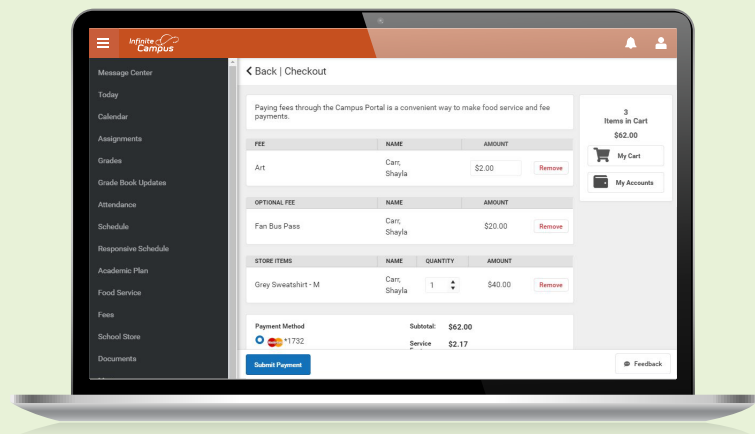 Infinite
Campus
Message Center
Today
Calendar
Assignments
Grades
Grade Book Updates
Attendance
Schedule
Responsive Schedule
Academic Plan
Food Service
Fees
School Store
Documents
Back | Checkout
Paying fees through the Campus Portal is a convenient way to make food service and fee
payments.
FEE NAME AMOUNT
Art Carr, Shayla $2.00 Remove
OPTIONAL FEE NAME AMOUNT
Fan Bus Pass Carr, Shayla $20.00 Remove
STORE ITEMS NAME QUANTITY AMOUNT
Grey Sweatshirt - M Carr, Shayla 1 $40.00 Remove
Payment Method Subtotal: $62.00
*1732 Service $2.17
Submit Payment
Feedback
3
Items in Cart
$62.00
My Cart
My Accounts